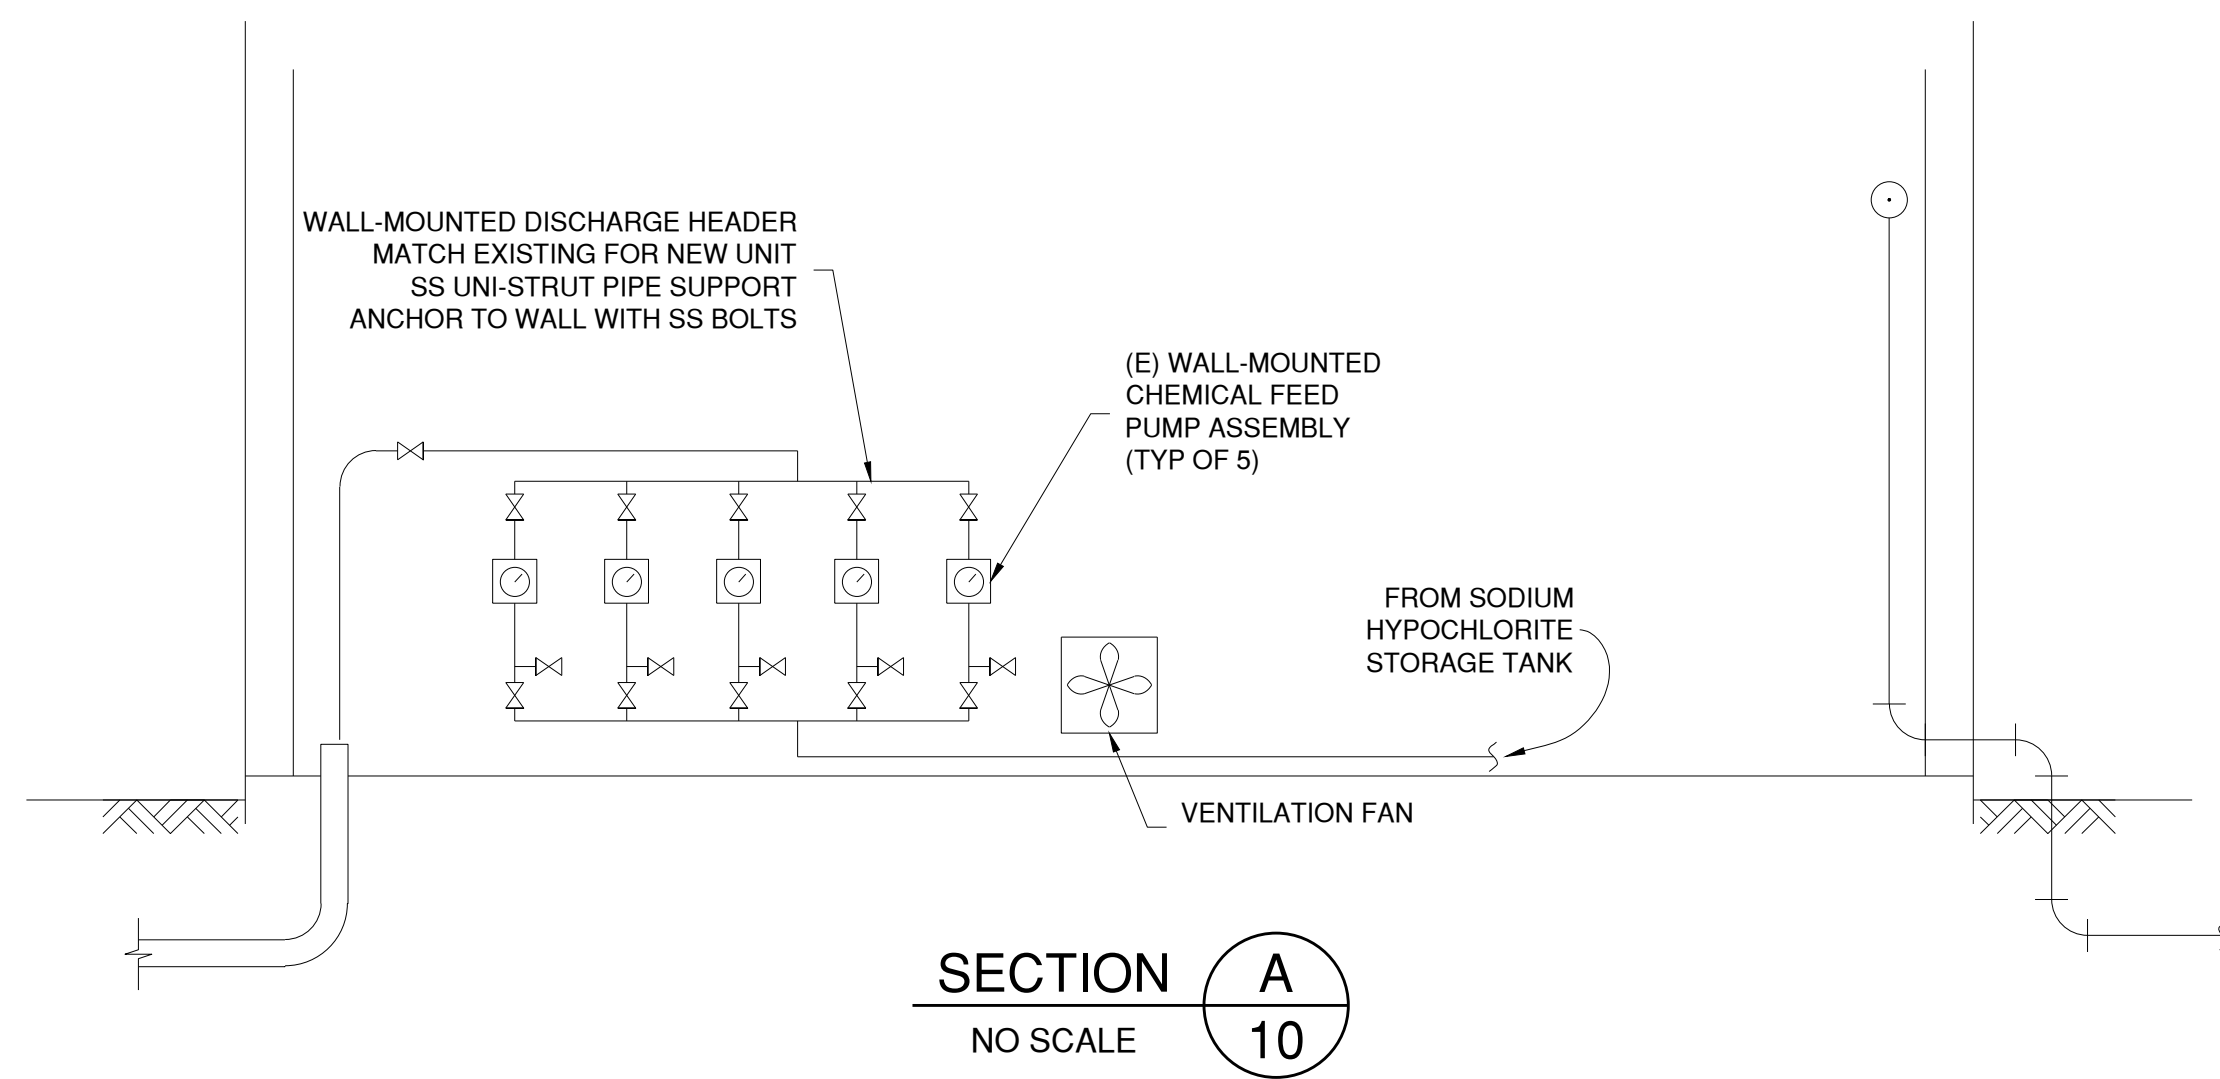 WALL-MOUNTED DISCHARGE HEADER
MATCH EXISTING FOR NEW UNIT
SS UNI-STRUT PIPE SUPPORT
ANCHOR TO WALL WITH SS BOLTS
(E) WALL-MOUNTED
CHEMICAL FEED
PUMP ASSEMBLY
(TYP OF 5)
FROM SODIUM
HYPOCHLORITE
STORAGE TANK
VENTILATION FAN
SECTION
A
NO SCALE
10